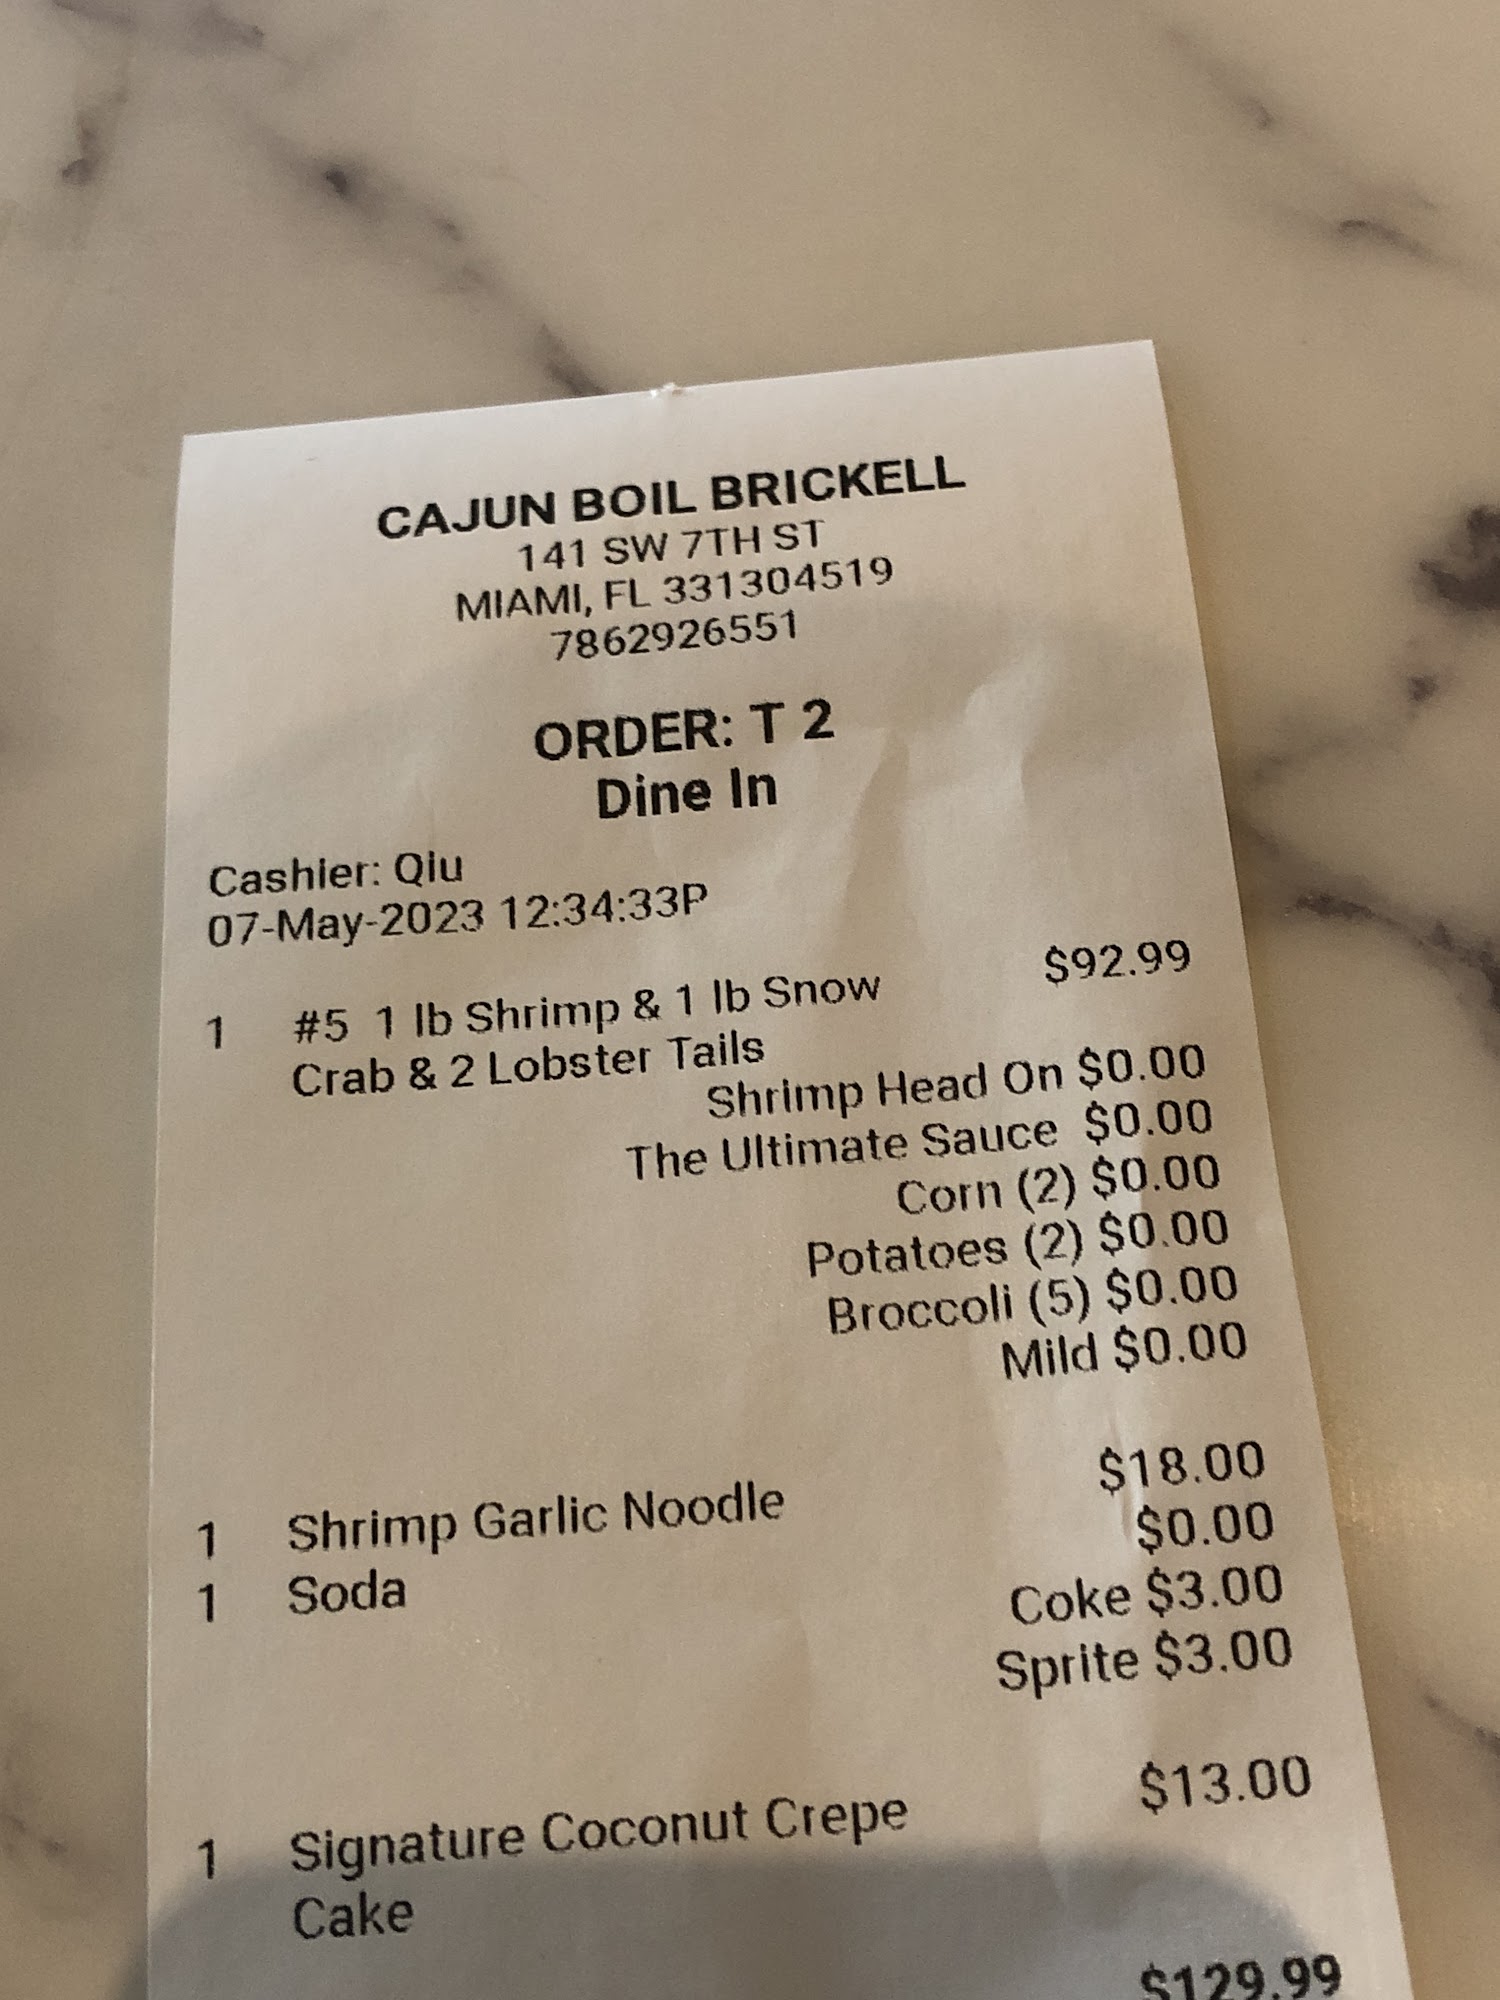 CAJUN BOIL BRICKELL
141 SW 7TH ST
MIAMI, FL 331304519
7862926551
ORDER: T 2
Dine In
Cashier: Qiu
07-May-2023 12:34:33P
1 #5 1 lb Shrimp & 1 lb Snow $92.99
Crab & 2 Lobster Tails
Shrimp Head On $0.00
The Ultimate Sauce $0.00
Corn (2) $0.00
Potatoes (2) $0.00
Broccoli (5) $0.00
Mild $0.00
1 Shrimp Garlic Noodle $18.00
1 Soda $0.00
Coke $3.00
Sprite $3.00
1 Signature Coconut Crepe $13.00
Cake
$129.99